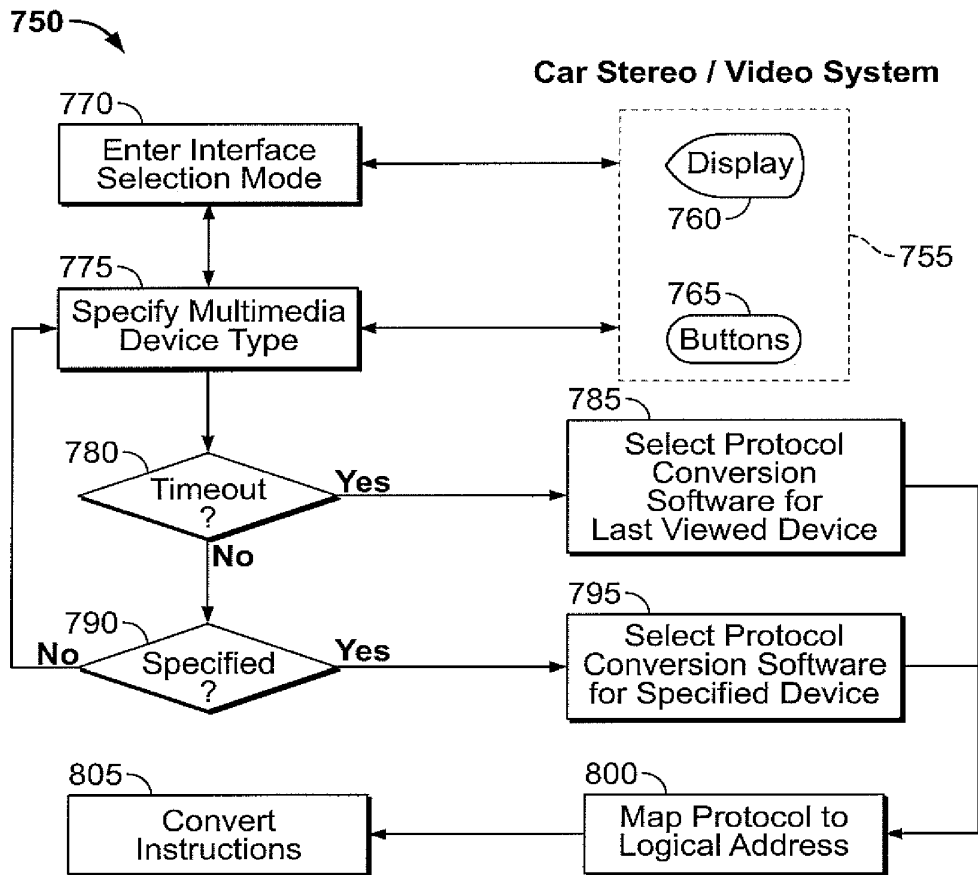 750
Car Stereo / Video System
770
Enter Interface
Selection Mode
Display
760
755
775
Specify Multimedia
Device Type
765
Buttons
780
Timeout
?
Yes
No
785
Select Protocol
Conversion
Software for
Last Viewed Device
790
Specified
?
No
Yes
795
Select Protocol
Conversion Software
for Specified Device
805
Convert
Instructions
800
Map Protocol to
Logical Address